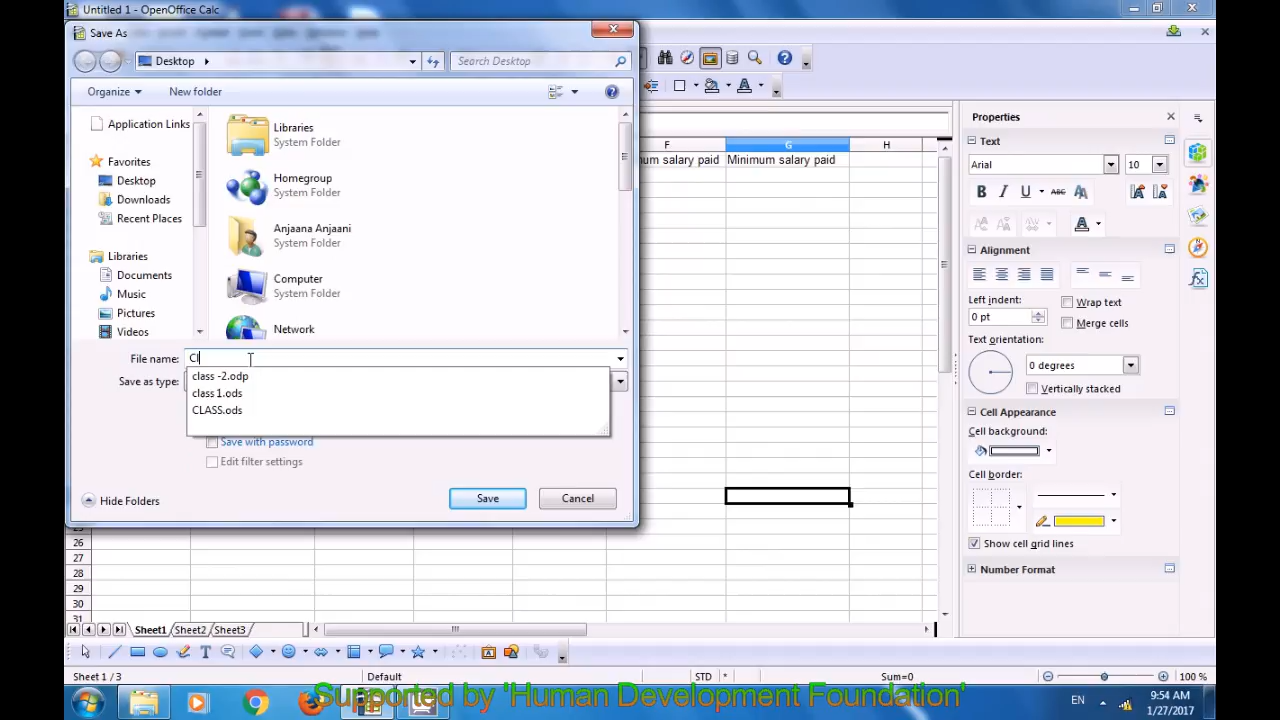 Untitled 1 - OpenOffice Calc
Save As
Desktop
Search Desktop
Organize
New folder
Application Links
Favorites
Desktop
Downloads
Recent Places
Libraries
Documents
Music
Pictures
Videos
Libraries
System Folder
Homegroup
System Folder
Anjaana Anjaani
System Folder
Computer
System Folder
Network
File name: Cl
Save as type:
class -2.odp
class 1.ods
CLASS.ods
Save with password
Edit filter settings
Hide Folders
Save
Cancel
F G H
um salary paid Minimum salary paid
26
27
28
29
30
31
Sheet1 Sheet2 Sheet3
Sheet 1 / 3
Default
STD
*
Sum=0
100 %
Properties
Text
Arial
10
B I U ABC A
Alignment
Left indent:
0 pt
Wrap text
Merge cells
Text orientation:
0 degrees
Vertically stacked
Cell Appearance
Cell background:
Cell border:
Show cell grid lines
Number Format
EN
9:54 AM
1/27/2017
Supported by 'Human Development Foundation'